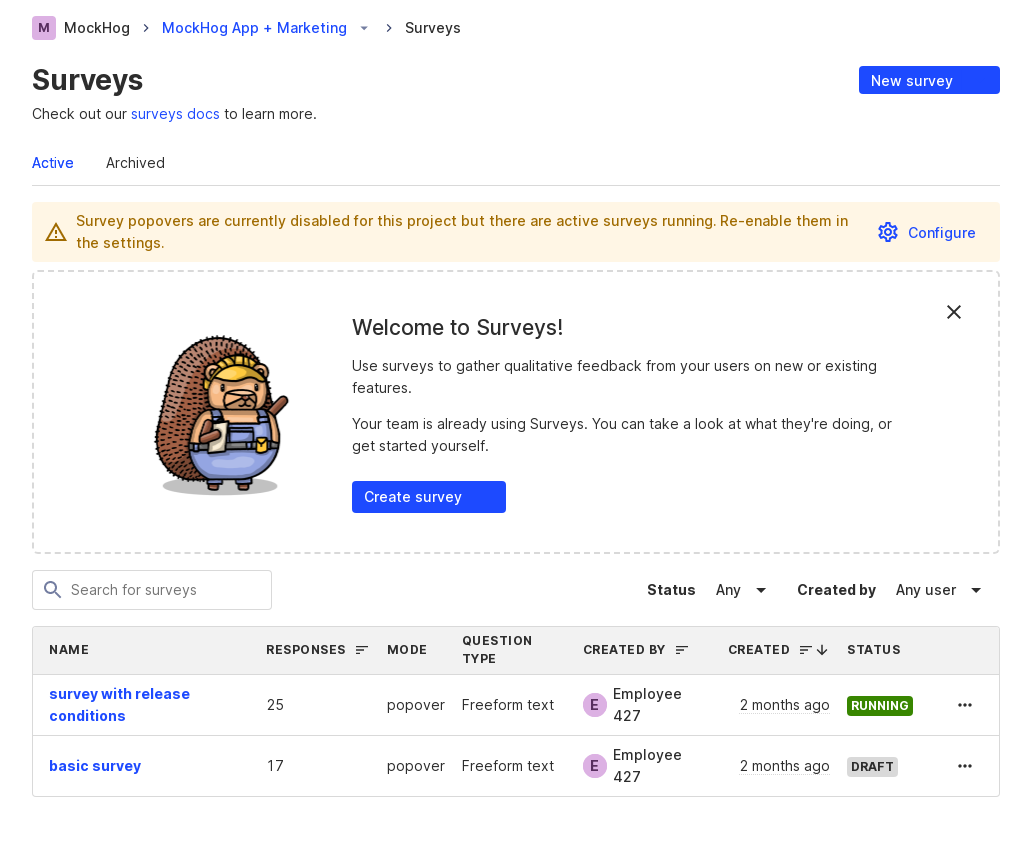 M MockHog MockHog App + Marketing Surveys
Surveys
New survey
Check out our surveys docs to learn more.
Active Archived
Survey popovers are currently disabled for this project but there are active surveys running. Re-enable them in
the settings.
Configure
Welcome to Surveys!
Use surveys to gather qualitative feedback from your users on new or existing
features.
Your team is already using Surveys. You can take a look at what they're doing, or
get started yourself.
Create survey
Search for surveys
Status Any Created by Any user
NAME RESPONSES MODE QUESTION
TYPE CREATED BY CREATED STATUS
survey with release
conditions 25 popover Freeform text E Employee
427 2 months ago RUNNING
basic survey 17 popover Freeform text E Employee
427 2 months ago DRAFT